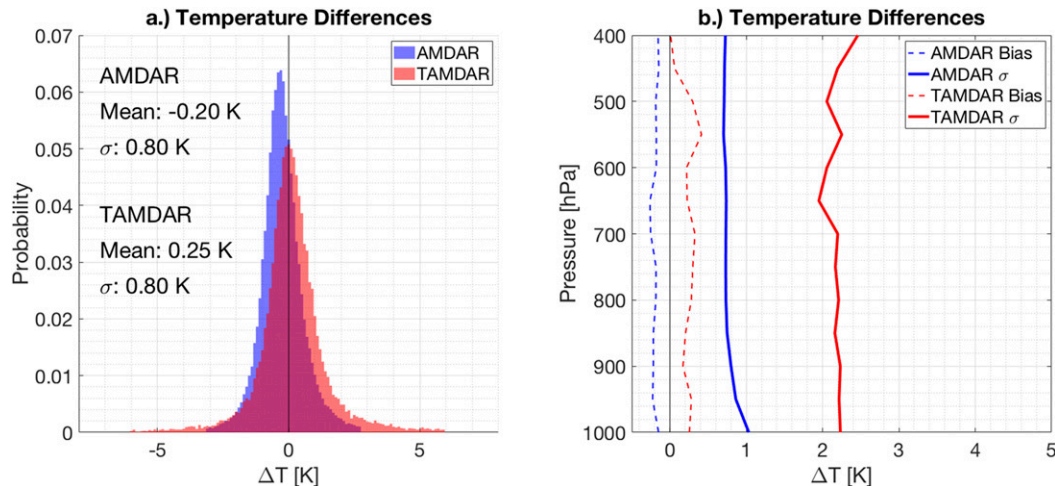 a.) Temperature Differences
0.07
0.06
0.05
0.04
0.03
0.02
0.01
0
Probability
AMDAR
Mean: -0.20 K
σ: 0.80 K
TAMDAR
Mean: 0.25 K
σ: 0.80 K
AMDAR
TAMDAR
-5
0
5
ΔT [K]
b.) Temperature Differences
400
500
600
700
800
900
1000
Pressure [hPa]
AMDAR Bias
AMDAR σ
TAMDAR Bias
TAMDAR σ
-1
0
1
2
3
4
5
ΔT [K]